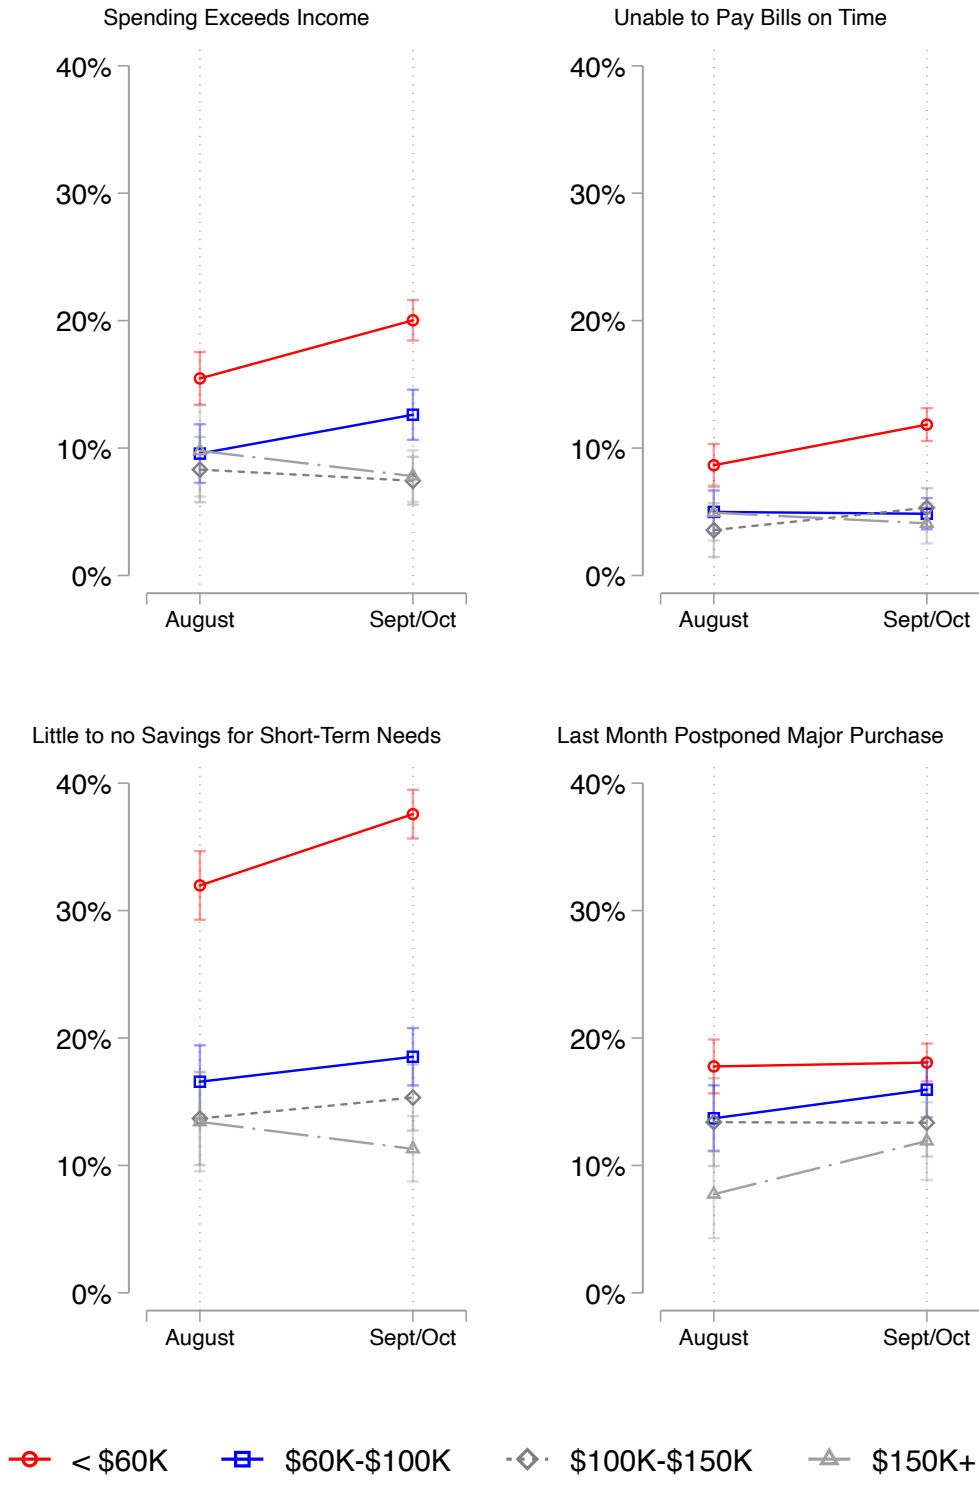 Spending Exceeds Income
40%
30%
20%
10%
0%
August Sept/Oct
Unable to Pay Bills on Time
40%
30%
20%
10%
0%
August Sept/Oct
Little to no Savings for Short-Term Needs
40%
30%
20%
10%
0%
August Sept/Oct
Last Month Postponed Major Purchase
40%
30%
20%
10%
0%
August Sept/Oct
< $60K $60K-$100K $100K-$150K $150K+